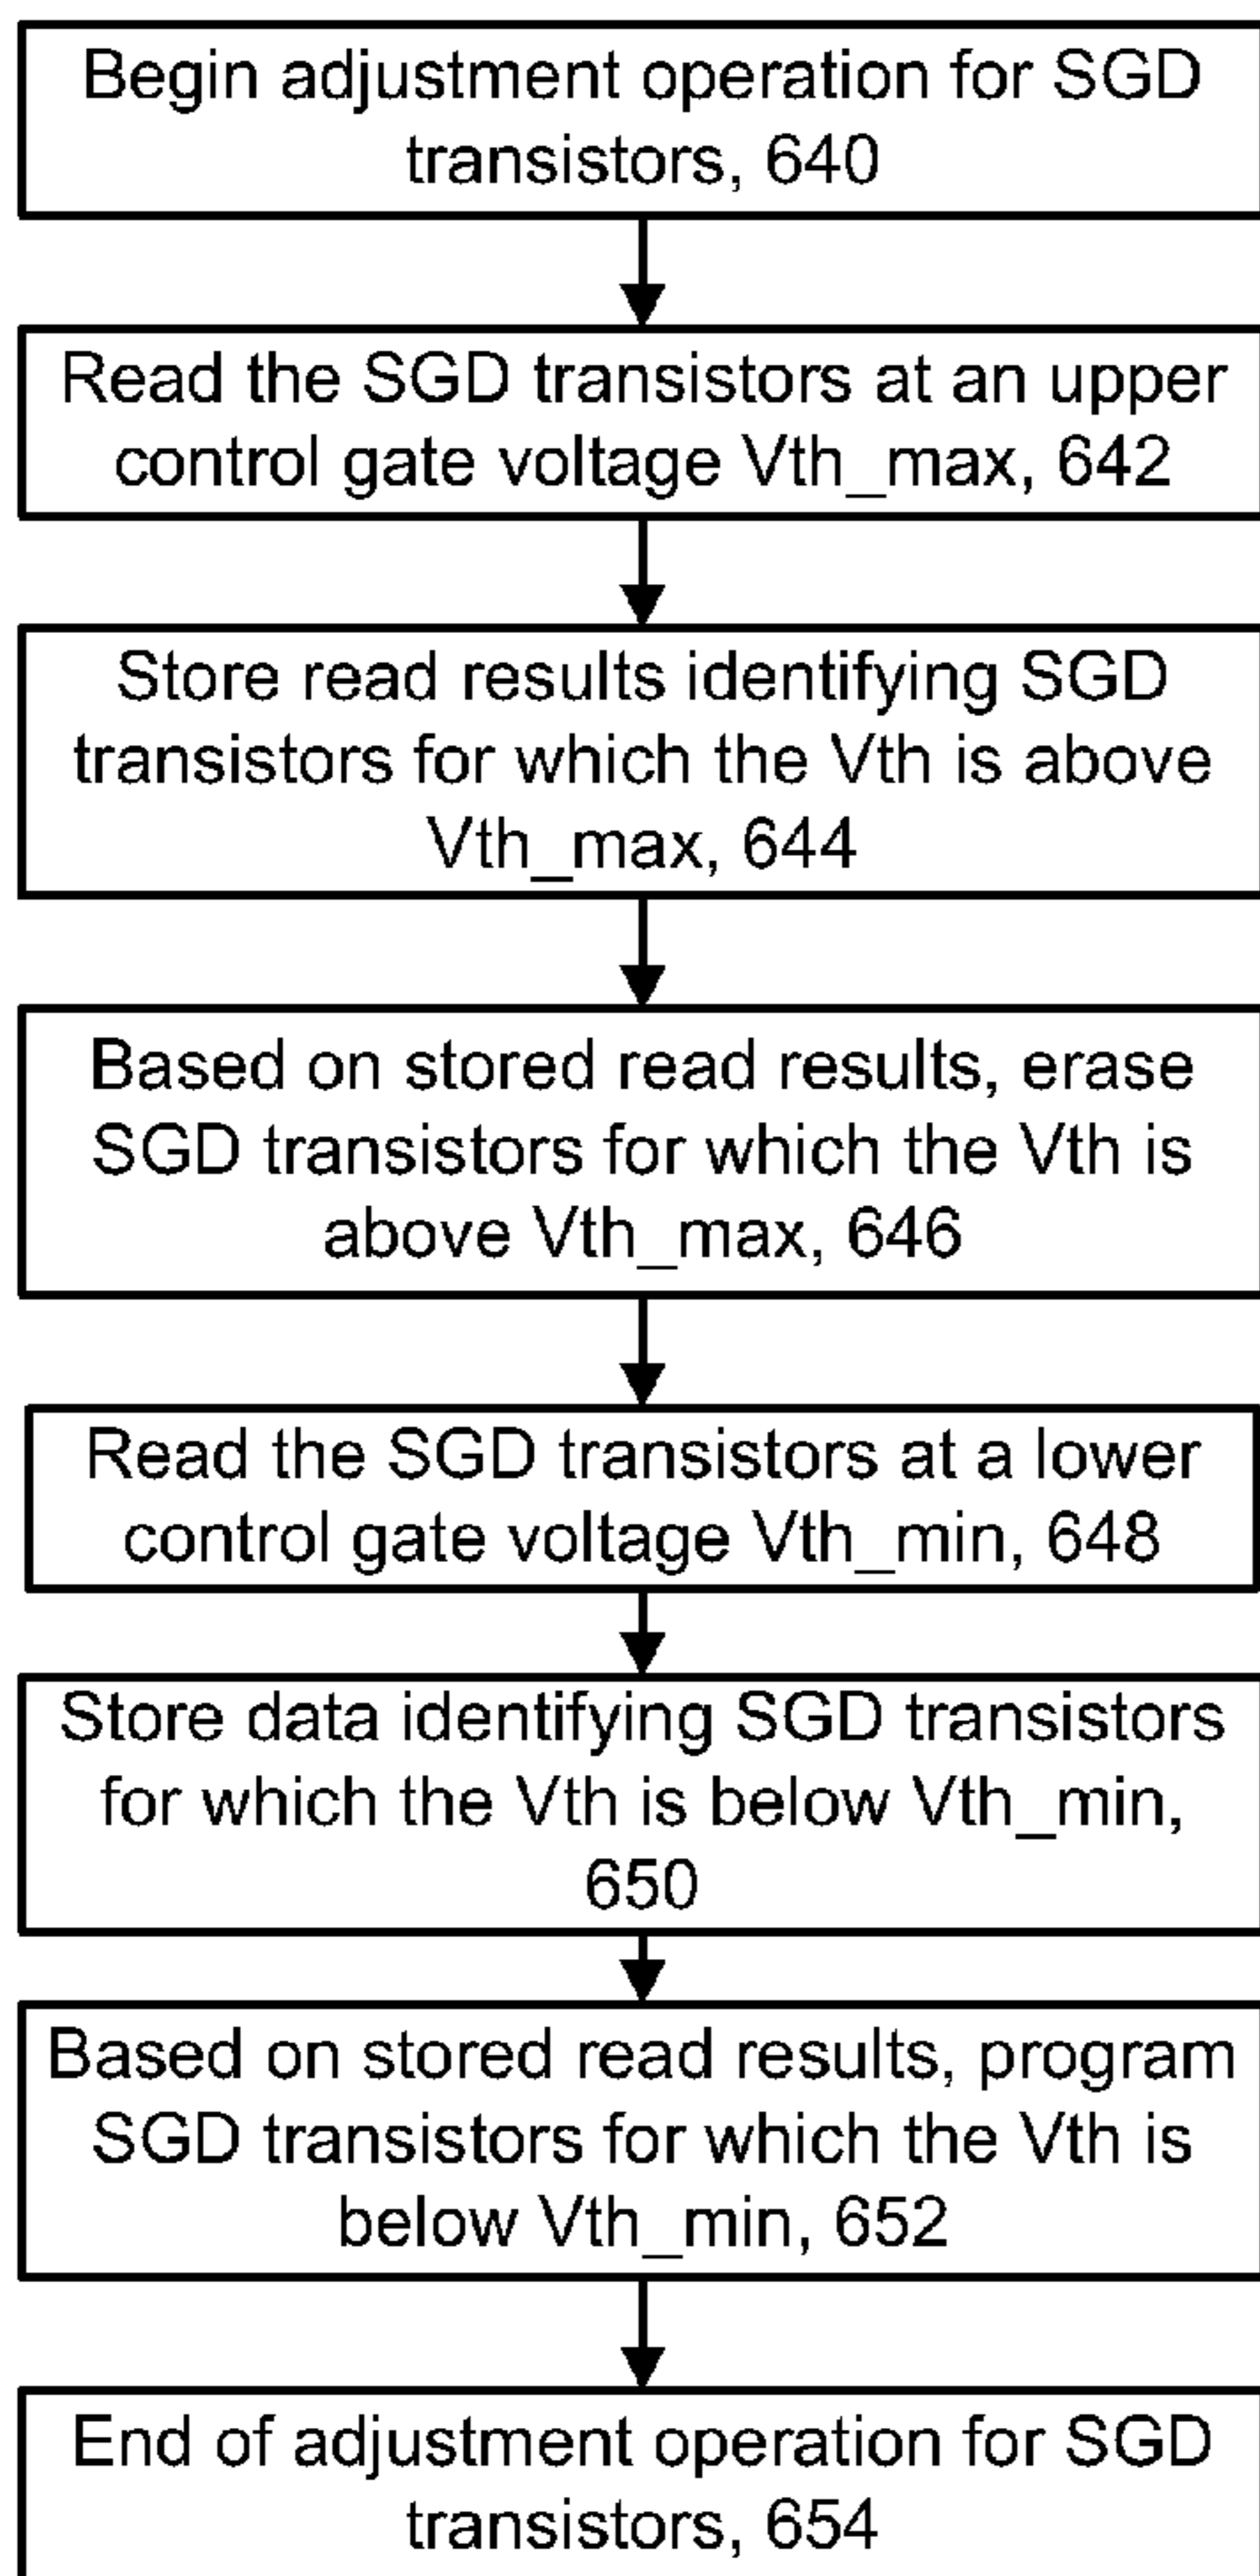 Begin adjustment operation for SGD
transistors, 640
Read the SGD transistors at an upper
control gate voltage Vth_max, 642
Store read results identifying SGD
transistors for which the Vth is above
Vth_max, 644
Based on stored read results, erase
SGD transistors for which the Vth is
above Vth_max, 646
Read the SGD transistors at a lower
control gate voltage Vth_min, 648
Store data identifying SGD transistors
for which the Vth is below Vth_min,
650
Based on stored read results, program
SGD transistors for which the Vth is
below Vth_min, 652
End of adjustment operation for SGD
transistors, 654